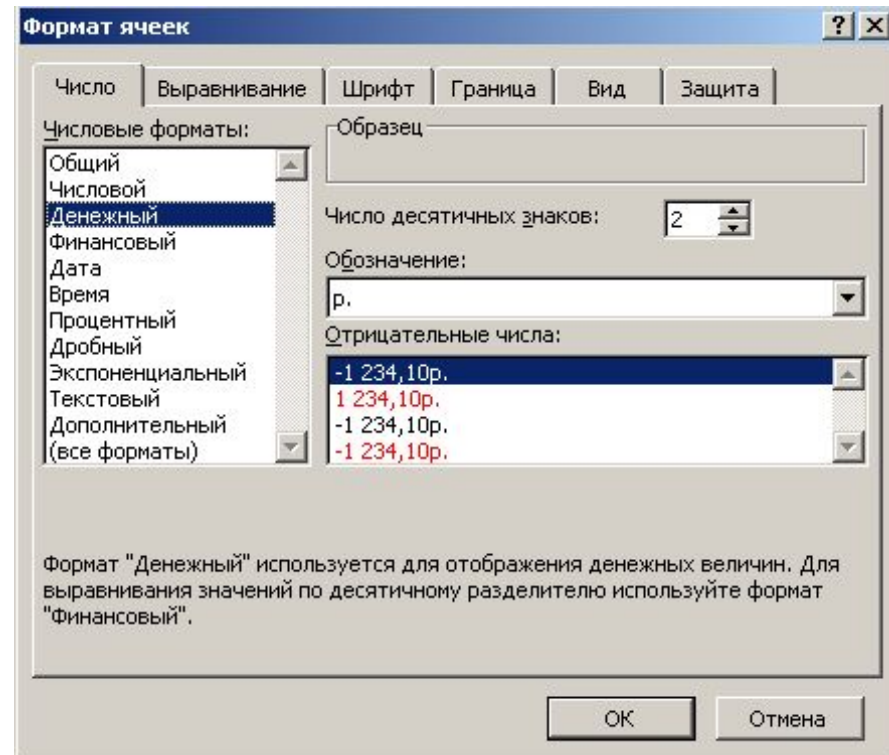 Формат ячеек
Число Выравнивание Шрифт Граница Вид Защита
Числовые форматы:
Общий
Числовой
Денежный
Финансовый
Дата
Время
Процентный
Дробный
Экспоненциальный
Текстовый
Дополнительный
(все форматы)
Образец
Число десятичных знаков: 2
Обозначение:
р.
Отрицательные числа:
-1 234,10р.
1 234,10р.
-1 234,10р.
-1 234,10р.
Формат "Денежный" используется для отображения денежных величин. Для
выравнивания значений по десятичному разделителю используйте формат
"Финансовый".
ОК Отмена